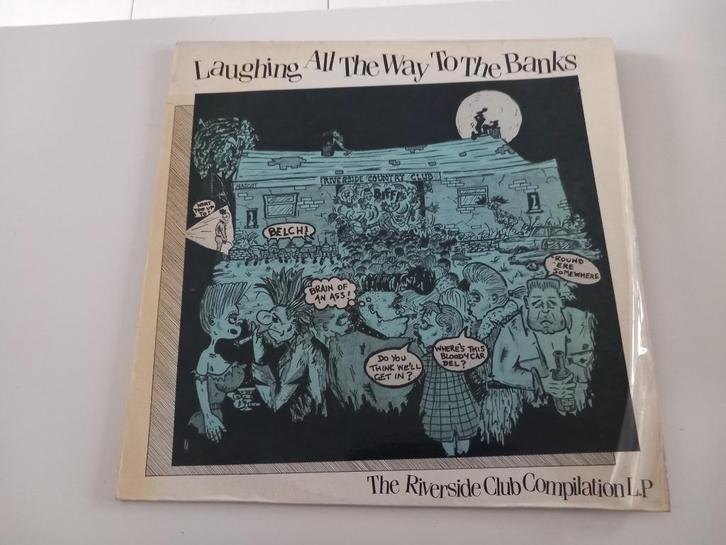 Laughing All The Way To The Banks
RIVERSIDE COUNTRY CLUB
BIFF!
BELCH!
'ROUND
'ERE
SOMEWHERE
BRAIN OF
AN ASS!
DO YOU
THINK WE'LL
GET IN?
WHERE'S THIS
BLOODY CAR
DEL?
The Riverside Club Compilation L.P